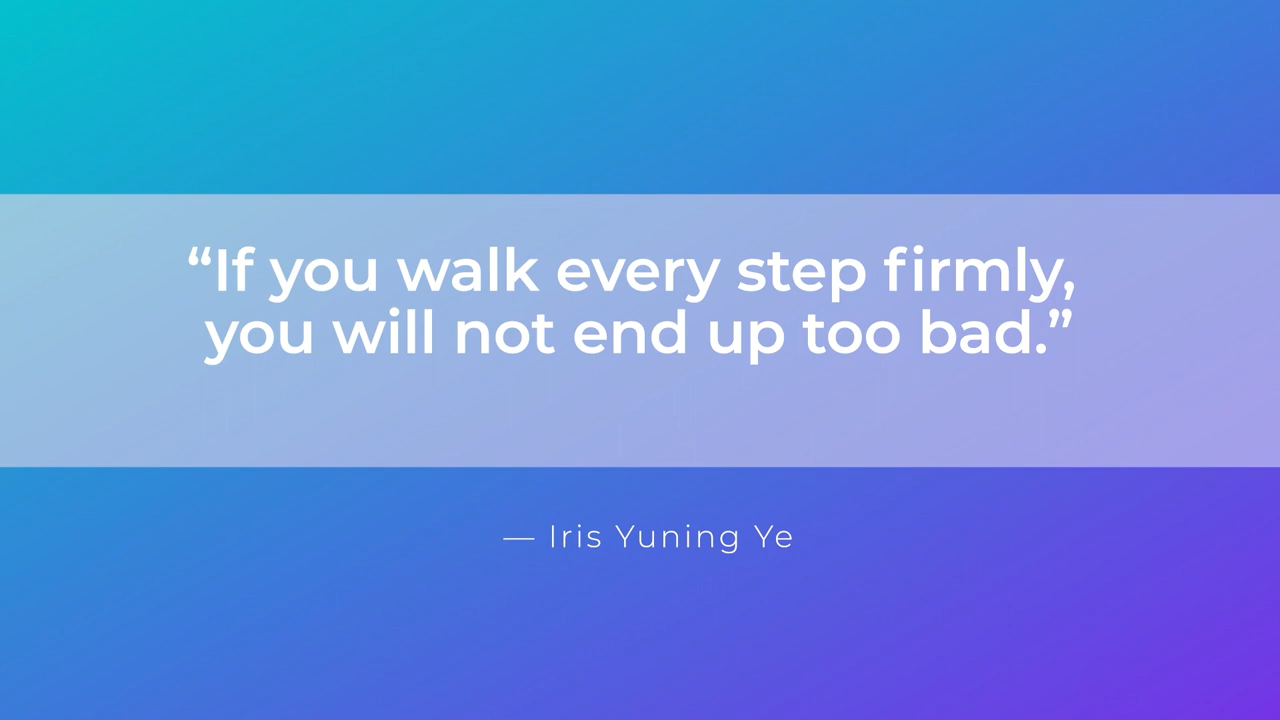 “If you walk every step firmly,
you will not end up too bad.”
— Iris Yuning Ye